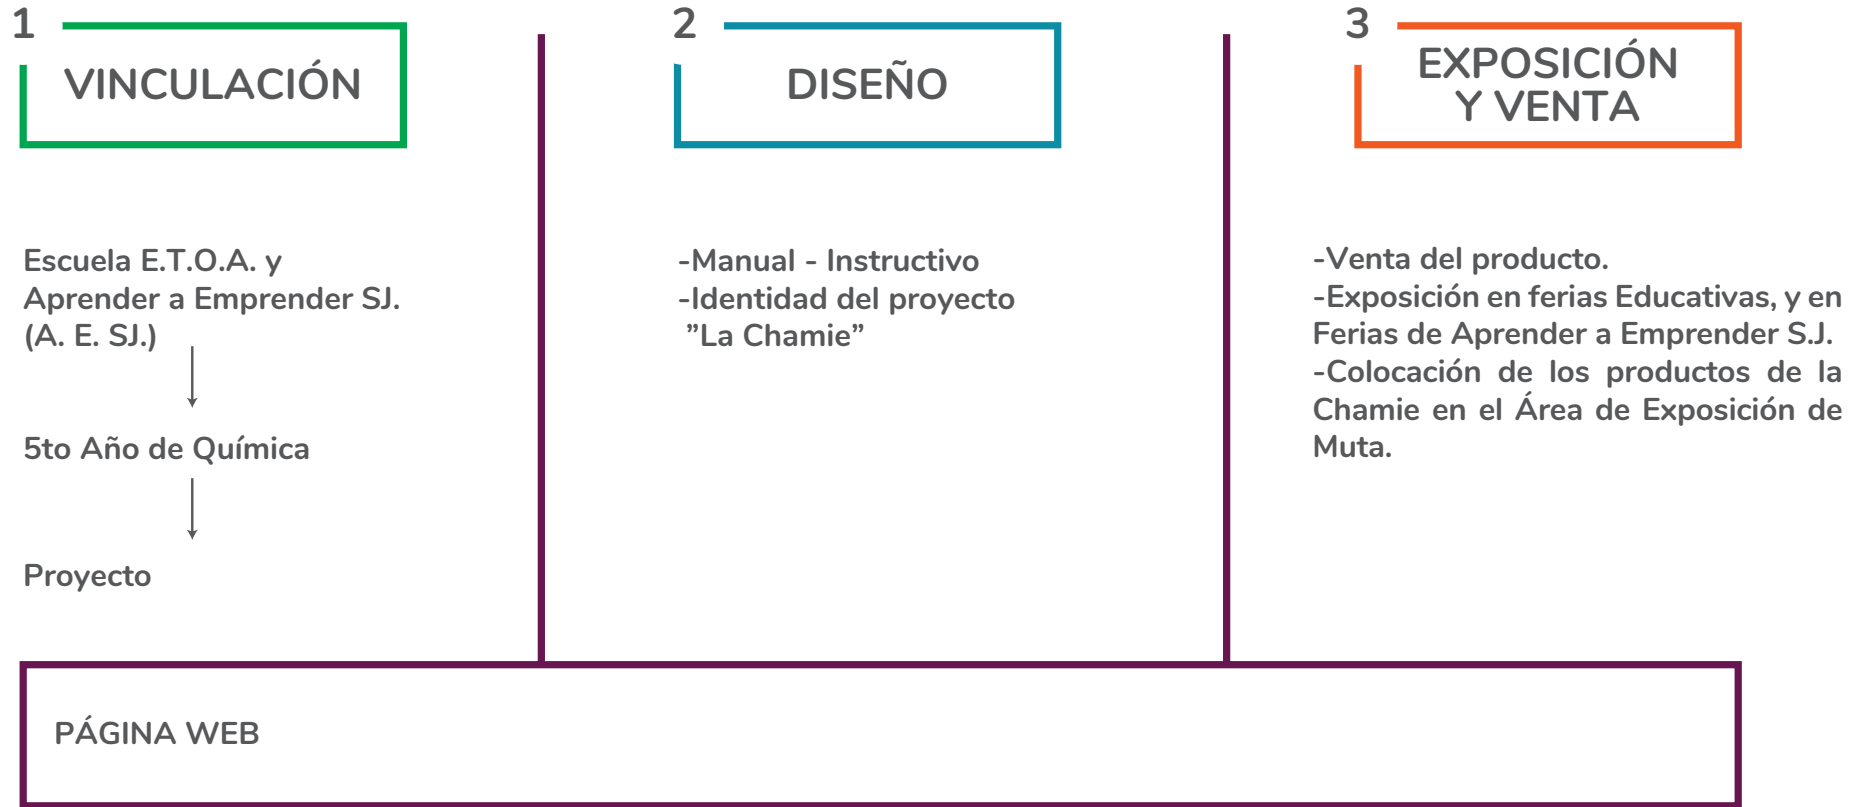 1
VINCULACIÓN
Escuela E.T.O.A. y
Aprender a Emprender SJ.
(A. E. SJ.)
5to Año de Química
Proyecto
2
DISEÑO
-Manual - Instructivo
-Identidad del proyecto
”La Chamie”
3
EXPOSICIÓN
Y VENTA
-Venta del producto.
-Exposición en ferias Educativas, y en
Ferias de Aprender a Emprender S.J.
-Colocación de los productos de la
Chamie en el Área de Exposición de
Muta.
PÁGINA WEB